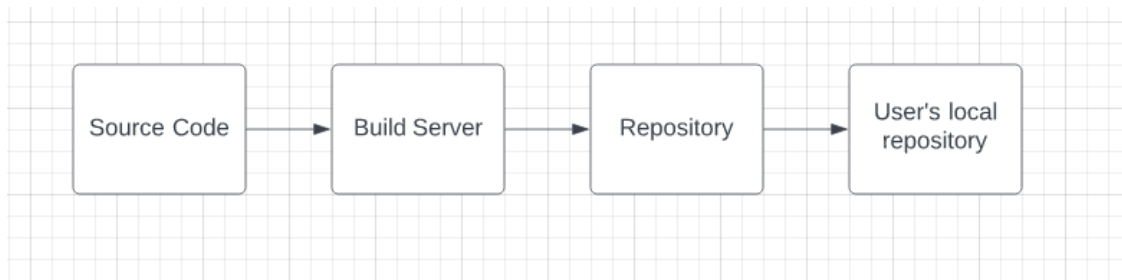 Source Code
Build Server
Repository
User's local
repository